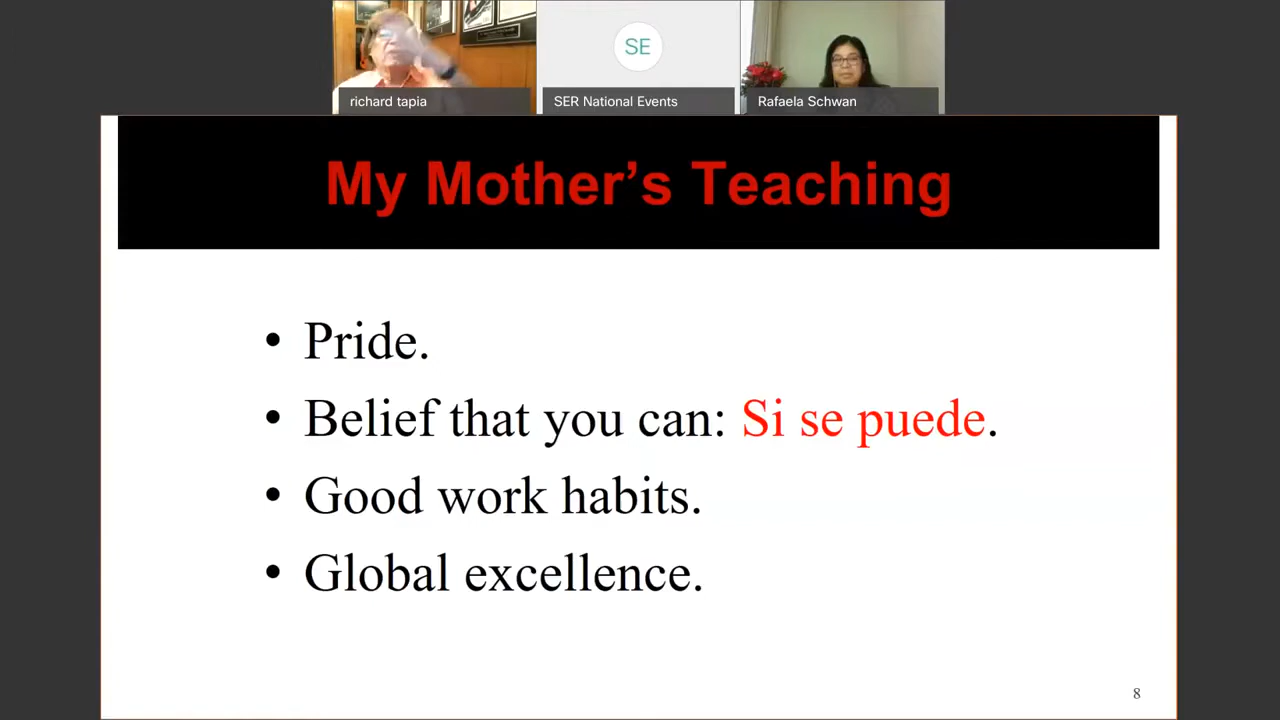 richard tapia
SE
SER National Events
Rafaela Schwan
My Mother’s Teaching
• Pride.
• Belief that you can: Si se puede.
• Good work habits.
• Global excellence.
8